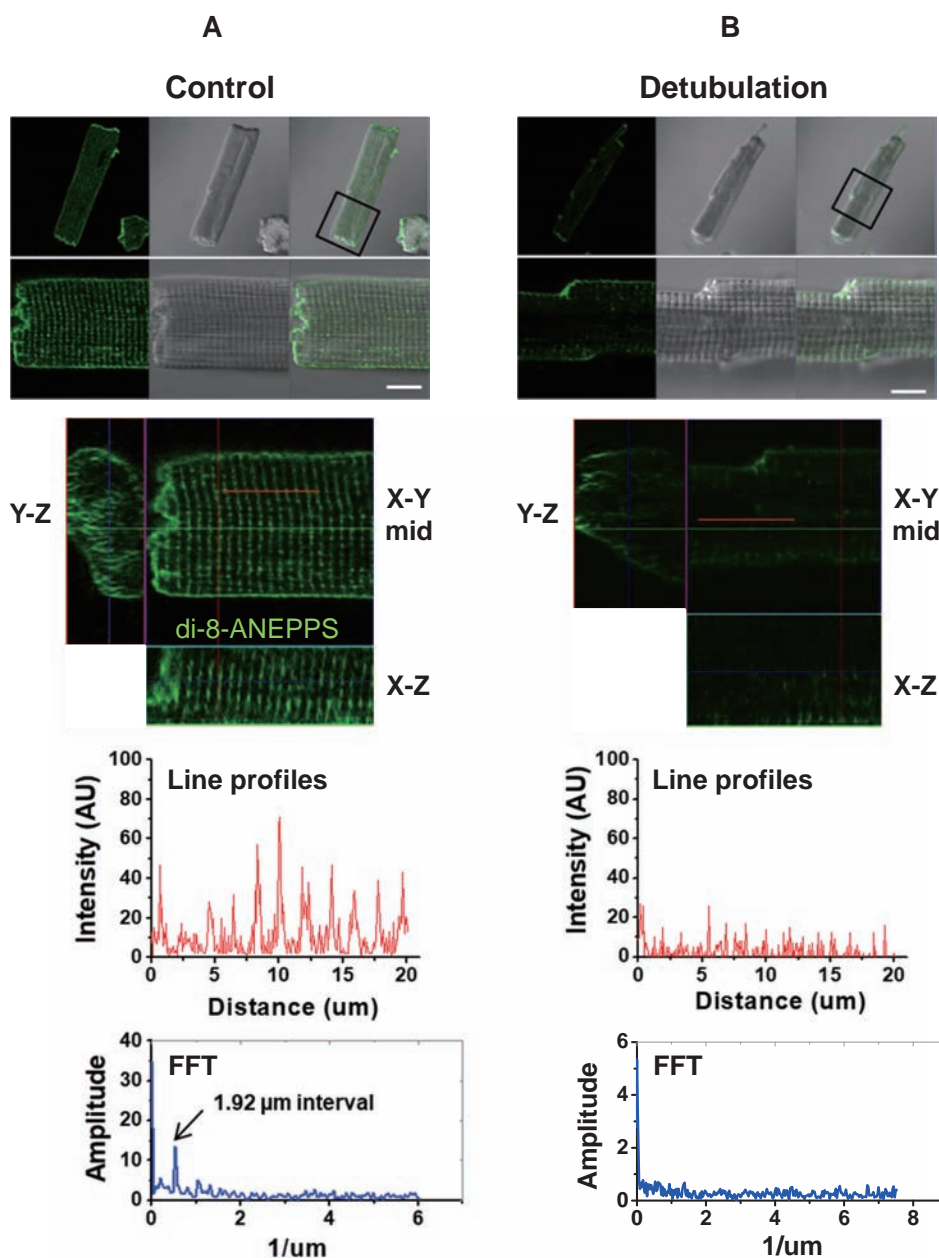 A
Control
Y-Z
X-Y
mid
di-8-ANEPPS
X-Z
Line profiles
Intensity (AU)
100
80
60
40
20
0
0 5 10 15 20
Distance (um)
FFT
1.92 µm interval
Amplitude
40
30
20
10
0
0 2 4 6
1/um
B
Detubulation
Y-Z
X-Y
mid
X-Z
Line profiles
Intensity (AU)
100
80
60
40
20
0
0 5 10 15 20
Distance (um)
FFT
Amplitude
6
4
2
0
0 2 4 6 8
1/um